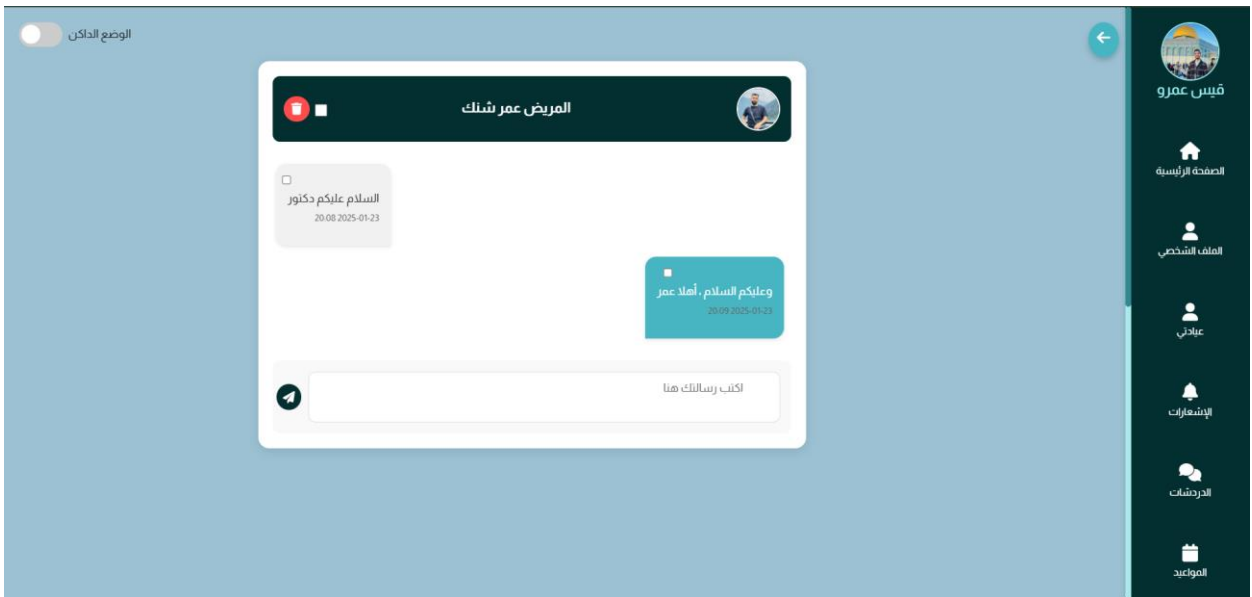 الوضع الداكن
قيس عمرو
الصفحة الرئيسية
الملف الشخصي
عيادتي
الإشعارات
الدردشات
المواعيد
المريض عمر شنك
السلام عليكم دكتور
20:08 2025-01-23
وعليكم السلام ، أهلا عمر
20:09 2025-01-23
اكتب رسالتك هنا